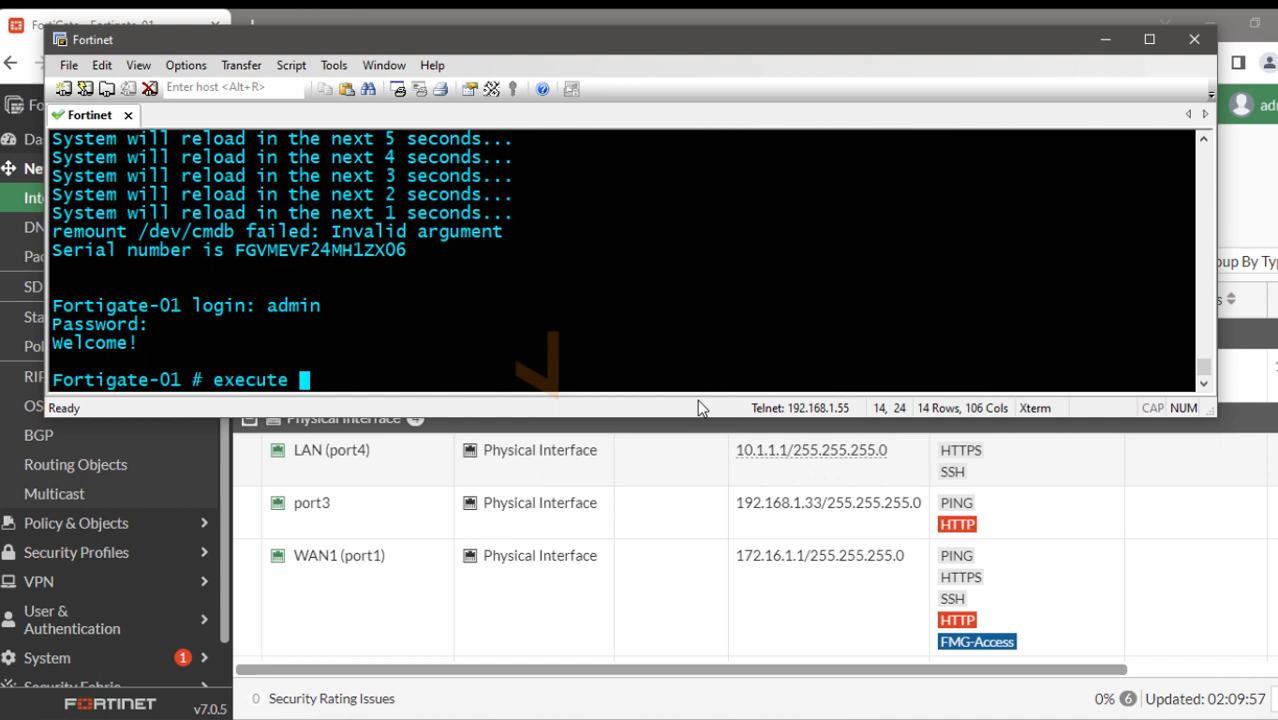 Fortinet
File Edit View Options Transfer Script Tools Window Help
Enter host <Alt+R>
Fortinet
System will reload in the next 5 seconds...
System will reload in the next 4 seconds...
System will reload in the next 3 seconds...
System will reload in the next 2 seconds...
System will reload in the next 1 seconds...
remount /dev/cmdb failed: Invalid argument
Serial number is FGVMEVF24MH1ZX06
Fortigate-01 login: admin
Password:
Welcome!
Fortigate-01 # execute
Ready Telnet: 192.168.1.55 14, 24 14 Rows, 106 Cols Xterm CAP NUM
Physical Interface 4
LAN (port4) Physical Interface 10.1.1.1/255.255.255.0 HTTPS
SSH
port3 Physical Interface 192.168.1.33/255.255.255.0 PING
HTTP
WAN1 (port1) Physical Interface 172.16.1.1/255.255.255.0 PING
HTTPS
SSH
HTTP
FMG-Access
BGP
Routing Objects
Multicast
Policy & Objects
Security Profiles
VPN
User &
Authentication
System 1
FORTINET v7.0.5
0 Security Rating Issues 0% 6 Updated: 02:09:57